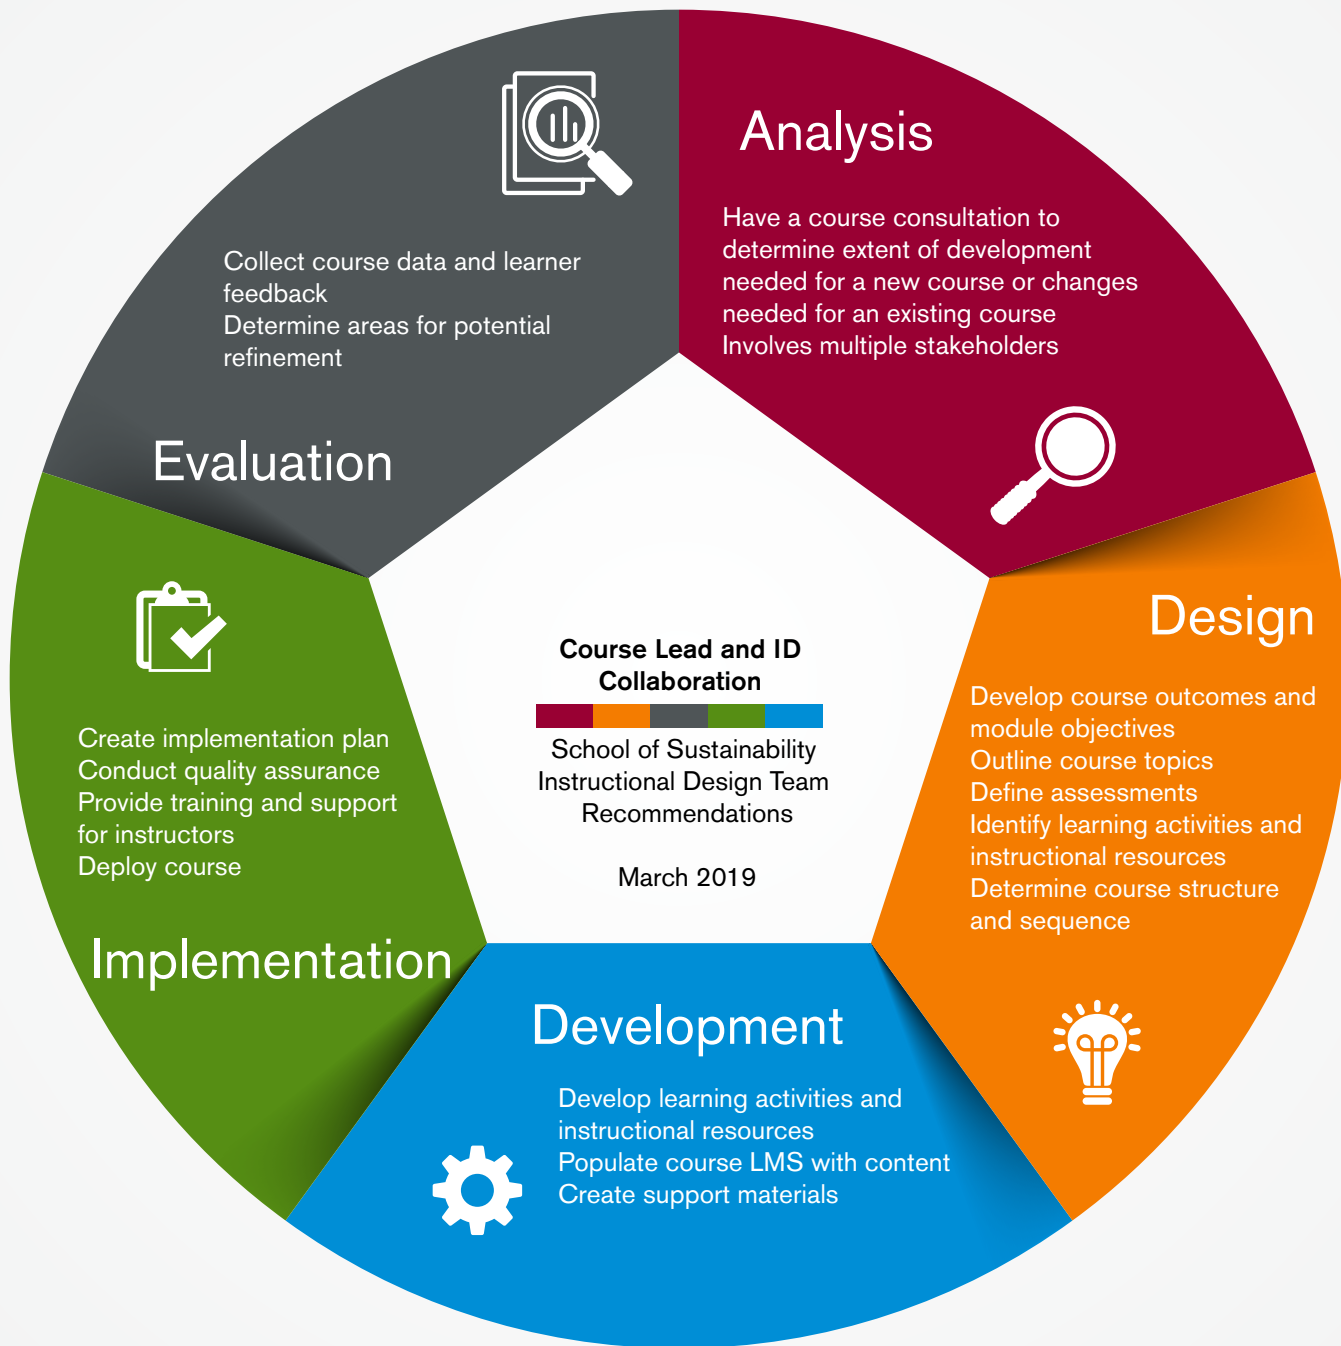 Analysis
Have a course consultation to
determine extent of development
needed for a new course or changes
needed for an existing course
Involves multiple stakeholders
Design
Develop course outcomes and
module objectives
Outline course topics
Define assessments
Identify learning activities and
instructional resources
Determine course structure
and sequence
Development
Develop learning activities and
instructional resources
Populate course LMS with content
Create support materials
Create implementation plan
Conduct quality assurance
Provide training and support
for instructors
Deploy course
Implementation
Collect course data and learner
feedback
Determine areas for potential
refinement
Evaluation
Course Lead and ID
Collaboration
School of Sustainability
Instructional Design Team
Recommendations
March 2019